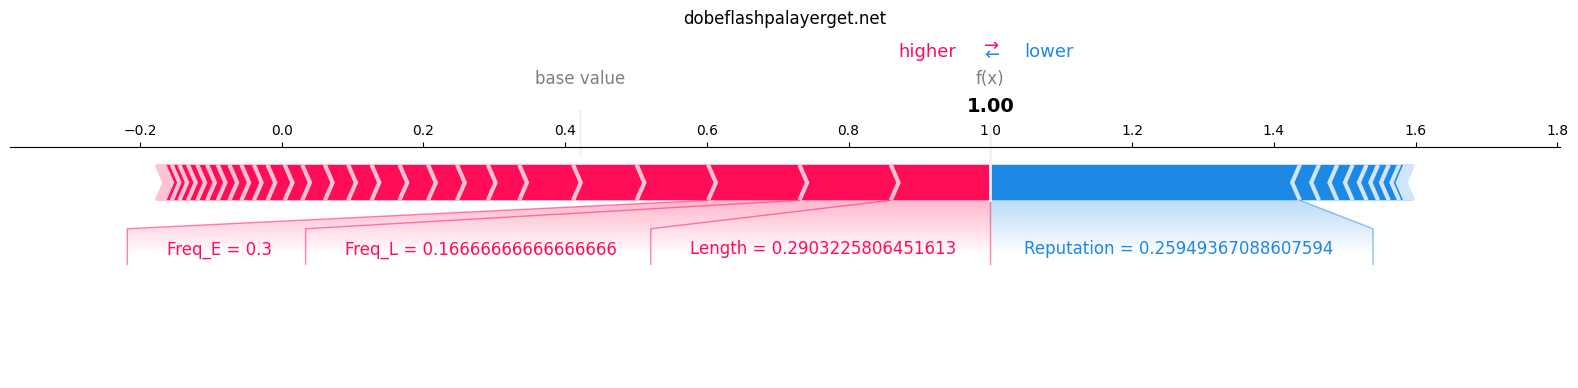 dobeflashpalayerget.net
higher ⇄ lower
base value f(x)
1.00
−0.2 0.0 0.2 0.4 0.6 0.8 1.0 1.2 1.4 1.6 1.8
Freq_E = 0.3 Freq_L = 0.16666666666666666 Length = 0.2903225806451613 Reputation = 0.25949367088607594